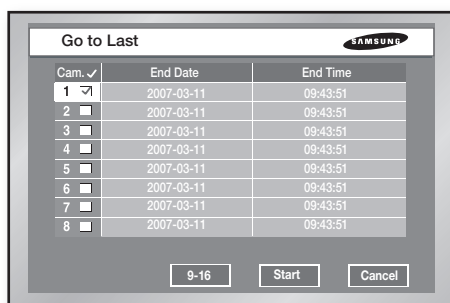 Go to Last SAMSUNG
Cam. ✓ End Date End Time
1 2007-03-11 09:43:51
2 2007-03-11 09:43:51
3 2007-03-11 09:43:51
4 2007-03-11 09:43:51
5 2007-03-11 09:43:51
6 2007-03-11 09:43:51
7 2007-03-11 09:43:51
8 2007-03-11 09:43:51
9-16 Start Cancel